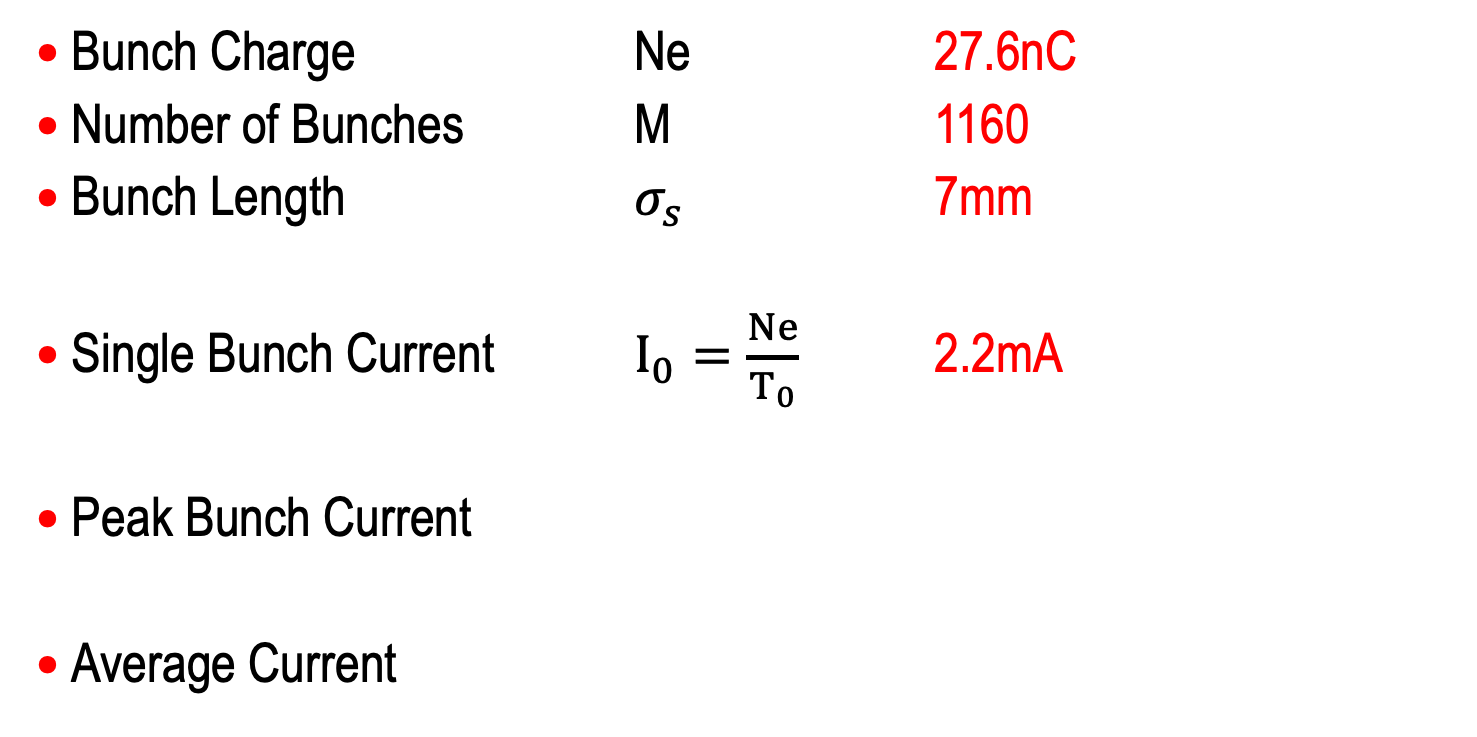 • Bunch Charge Ne 27.6nC
• Number of Bunches M 1160
• Bunch Length σₛ 7mm
• Single Bunch Current I₀ = Ne/T₀ 2.2mA
• Peak Bunch Current
• Average Current